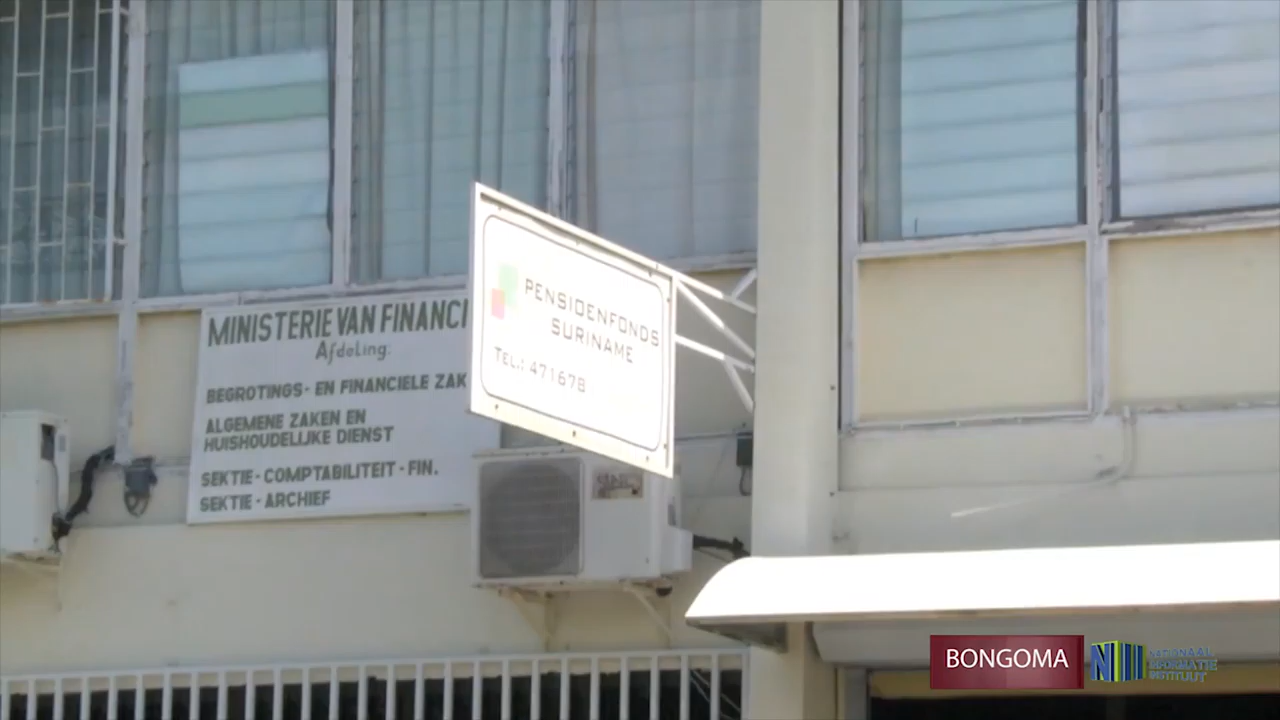 MINISTERIE VAN FINANCI
Afdeling:
BEGROTINGS - EN FINANCIELE ZAK
ALGEMENE ZAKEN EN
HUISHOUDELIJKE DIENST
SEKTIE - COMPTABILITEIT - FIN.
SEKTIE - ARCHIEF
PENSIOENFONDS
SURINAME
TEL.: 471678
BONGOMA
NATIONAAL
INFORMATIE
INSTITUUT